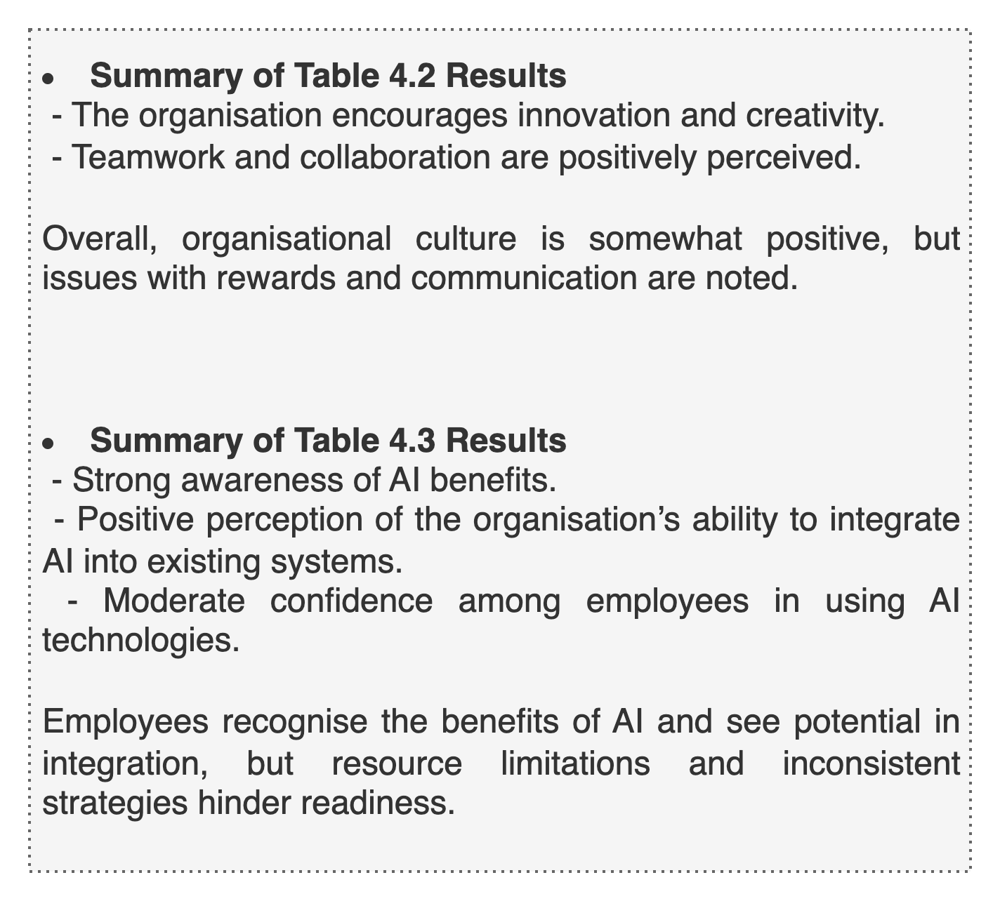 • Summary of Table 4.2 Results
- The organisation encourages innovation and creativity.
- Teamwork and collaboration are positively perceived.
Overall, organisational culture is somewhat positive, but
issues with rewards and communication are noted.
• Summary of Table 4.3 Results
- Strong awareness of AI benefits.
- Positive perception of the organisation’s ability to integrate
AI into existing systems.
- Moderate confidence among employees in using AI
technologies.
Employees recognise the benefits of AI and see potential in
integration, but resource limitations and inconsistent
strategies hinder readiness.